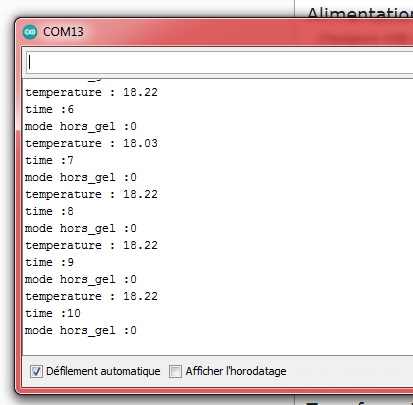 Alimentation
COM13
temperature : 18.22
time :6
mode hors_gel :0
temperature : 18.03
time :7
mode hors_gel :0
temperature : 18.22
time :8
mode hors_gel :0
temperature : 18.22
time :9
mode hors_gel :0
temperature : 18.22
time :10
mode hors_gel :0
Défilement automatique
Afficher l'horodatage